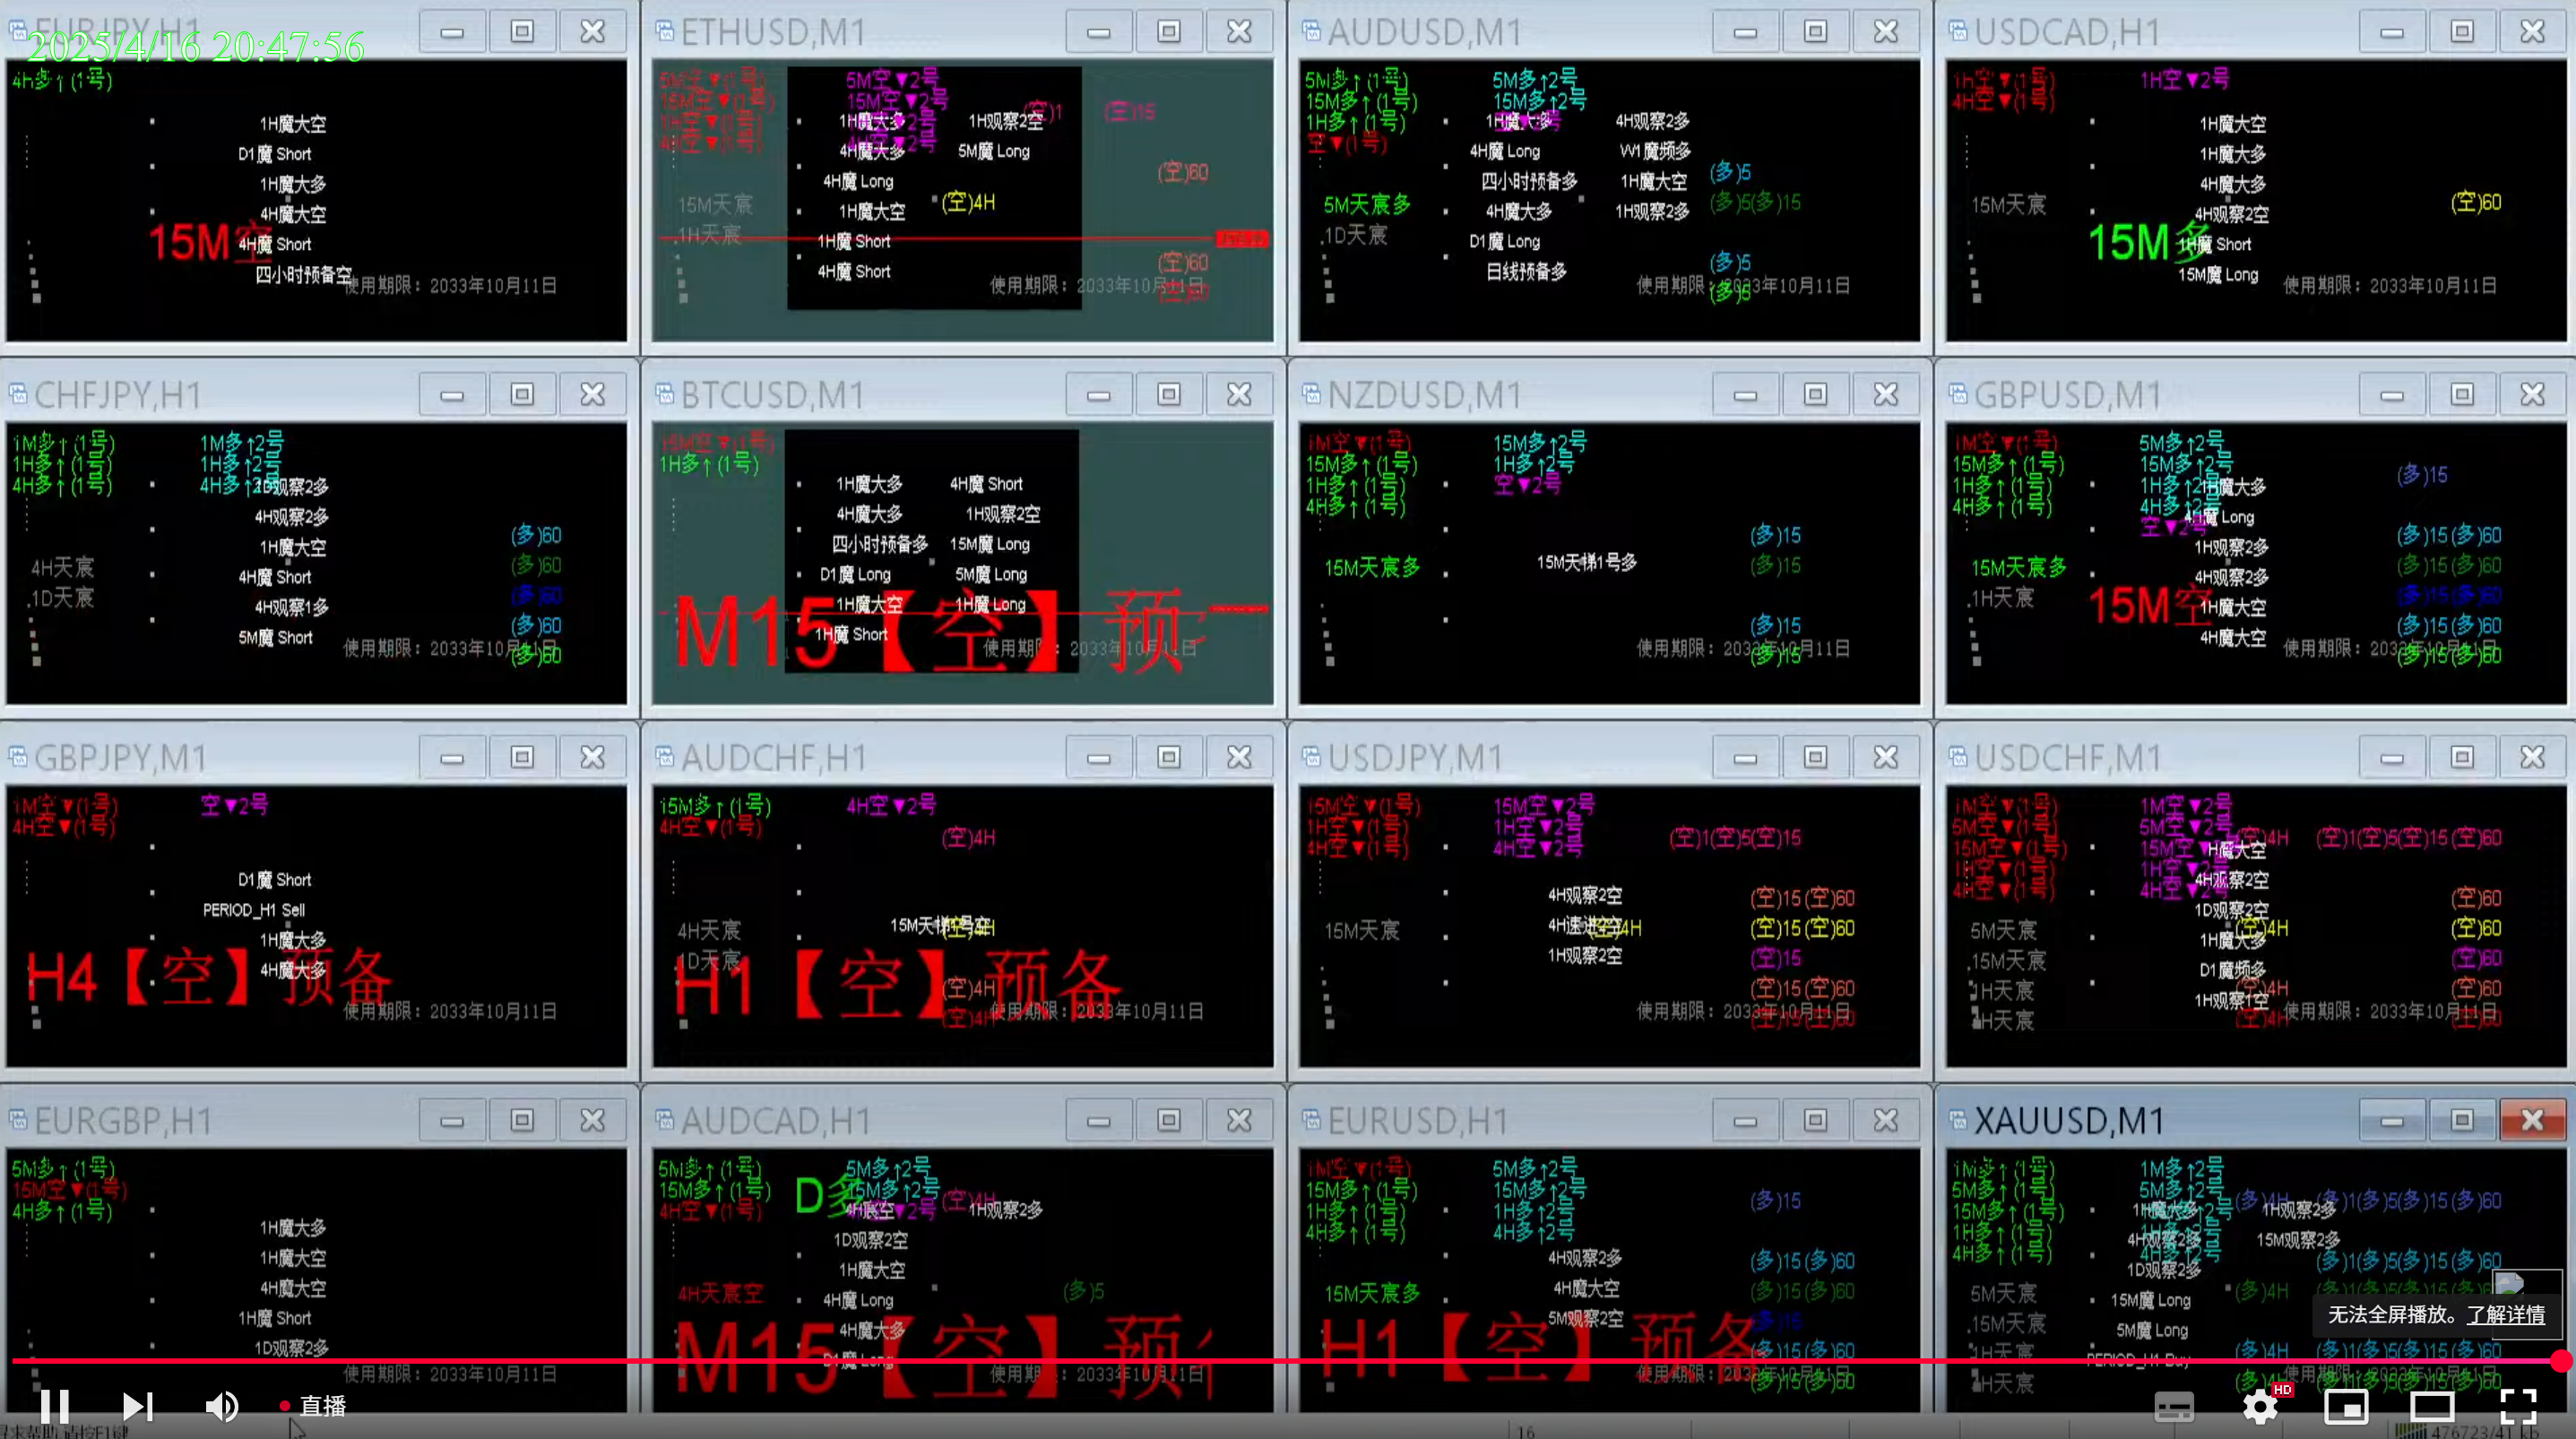 EURJPY,H1
2025/4/16 20:47:56
4H多↑(1号)
1H魔大空
D1魔 Short
1H魔大多
4H魔大空
15M空
4H魔 Short
四小时预备空
使用期限：2033年10月11日
ETHUSD,M1
5M空▼(1号)
15M空▼(1号)
1H空▼(1号)
4H空▼(1号)
5M空▼2号
15M空▼2号
1H魔大多
1H观察2空
(空)1
(空)15
4H魔大多
5M魔 Long
(空)60
4H魔 Long
15M天宸
1H魔大空
(空)4H
1H天宸
1H魔 Short
(空)60
4H魔 Short
使用期限：2033年10月11日
AUDUSD,M1
5M多↑(1号)
15M多↑(1号)
1H多↑(1号)
空▼(1号)
5M多↑2号
15M多↑2号
1H魔大多
4H观察2多
4H魔 Long
W1魔频多
(多)5
四小时预备多
1H魔大空
5M天宸多
4H魔大多
1H观察2多
(多)5(多)15
1D天宸
D1魔 Long
日线预备多
(多)5
(多)5
使用期限：2033年10月11日
USDCAD,H1
1H空▼(1号)
4H空▼(1号)
1H空▼2号
1H魔大空
1H魔大多
4H魔大多
15M天宸
4H观察2空
(空)60
15M多
1H魔 Short
15M魔 Long
使用期限：2033年10月11日
CHFJPY,H1
1M多↑(1号)
1H多↑(1号)
4H多↑(1号)
1M多↑2号
1H多↑2号
4H多↑2号
1D观察2多
4H观察2多
(多)60
1H魔大空
4H天宸
4H魔 Short
(多)60
1D天宸
4H观察1多
(多)60
(多)60
5M魔 Short
(多)60
使用期限：2033年10月11日
BTCUSD,M1
15M空▼(1号)
1H多↑(1号)
1H魔大多
4H魔 Short
4H魔大多
1H观察2空
四小时预备多
15M魔 Long
D1魔 Long
5M魔 Long
1H魔大空
1H魔 Long
1H魔 Short
M15【空】预
使用期限：2033年10月11日
NZDUSD,M1
1M空▼(1号)
15M多↑(1号)
1H多↑(1号)
4H多↑(1号)
15M多↑2号
1H多↑2号
空▼2号
(多)15
15M天宸多
15M天梯1号多
(多)15
(多)15
(多)15
使用期限：2033年10月11日
GBPUSD,M1
1M空▼(1号)
15M多↑(1号)
1H多↑(1号)
4H多↑(1号)
5M多↑2号
15M多↑2号
1H多↑2号
4H多↑2号
空▼2号
(多)15
1H魔大多
4H魔 Long
(多)15(多)60
1H观察2多
15M天宸多
4H观察2多
(多)15(多)60
1H天宸
15M空
1H魔大空
(多)15(多)60
(多)15(多)60
4H魔大空
(多)15(多)60
使用期限：2033年10月11日
GBPJPY,M1
1M空▼(1号)
4H空▼(1号)
空▼2号
D1魔 Short
PERIOD_H1 Sell
1H魔大多
4H魔大多
H4【空】预备
使用期限：2033年10月11日
AUDCHF,H1
15M多↑(1号)
4H空▼(1号)
4H空▼2号
(空)4H
4H天宸
15M天梯1号空
(空)4H
1D天宸
H1【空】预备
(空)4H
(空)4H
使用期限：2033年10月11日
USDJPY,M1
15M空▼(1号)
1H空▼(1号)
4H空▼(1号)
15M空▼2号
1H空▼2号
4H空▼2号
(空)1(空)5(空)15
4H观察2空
(空)15(空)60
15M天宸
(空)4H
(空)15(空)60
1H观察2空
(空)15
(空)15(空)60
(空)15(空)60
使用期限：2033年10月11日
USDCHF,M1
1M空▼(1号)
5M空▼(1号)
15M空▼(1号)
1H空▼(1号)
4H空▼(1号)
1M空▼2号
5M空▼2号
15M空▼2号
1H空▼2号
4H空▼2号
(空)4H
(空)1(空)5(空)15(空)60
1H魔大空
4H观察2空
(空)60
1D观察2空
5M天宸
(空)4H
(空)60
1H魔大多
15M天宸
D1魔频多
(空)60
1H天宸
1H观察1空
(空)4H
(空)60
4H天宸
(空)4H
(空)60
使用期限：2033年10月11日
EURGBP,H1
5M多↑(1号)
15M空▼(1号)
4H多↑(1号)
1H魔大多
1H魔大空
4H魔大空
1H魔 Short
1D观察2多
使用期限：2033年10月11日
AUDCAD,H1
5M多↑(1号)
15M多↑(1号)
4H空▼(1号)
D多
5M多↑2号
15M多↑2号
(空)4H
1H观察2多
1D观察2空
1H魔大空
4H天宸空
4H魔 Long
(多)5
4H魔大多
D1魔 Long
M15【空】预
使用期限：2033年10月11日
EURUSD,H1
1M空▼(1号)
15M多↑(1号)
1H多↑(1号)
4H多↑(1号)
5M多↑2号
15M多↑2号
1H多↑2号
4H多↑2号
(多)15
4H观察2多
(多)15(多)60
15M天宸多
4H魔大空
(多)15(多)60
5M观察2空
(多)15
H1【空】预备
(多)15(多)60
(多)15(多)60
使用期限：2033年10月11日
XAUUSD,M1
1M多↑(1号)
5M多↑(1号)
15M多↑(1号)
1H多↑(1号)
4H多↑(1号)
1M多↑2号
5M多↑2号
1H魔大多
1H观察2多
(多)4H
(多)1(多)5(多)15(多)60
4H观察2多
15M观察2多
1D观察2多
(多)1(多)5(多)15(多)60
5M天宸
15M魔 Long
(多)4H
15M天宸
5M魔 Long
1H天宸
PERIOD_H1 Buy
(多)4H
(多)1(多)5(多)15(多)60
4H天宸
使用期限：2033年10月11日
无法全屏播放。了解详情
直播
HD
16
476723/41 kb